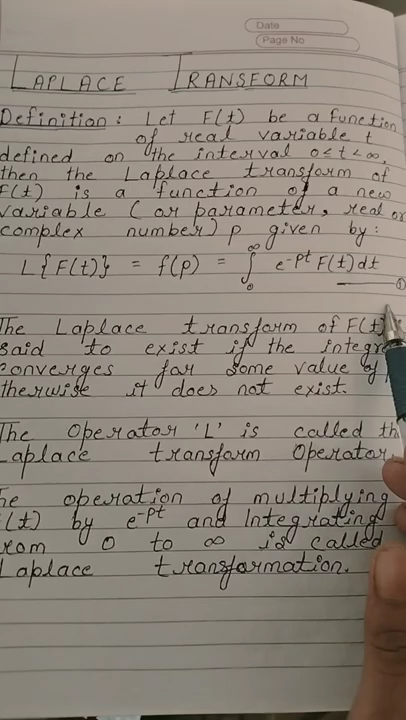 Date
Page No
LAPLACE TRANSFORM
Definition : Let F(t) be a function
of real variable t
defined on the interval 0≤t<∞,
then the Laplace transform of
F(t) is a function of a new
variable (or parameter, real or
complex number) p given by:
L{F(t)} = f(p) = ∫₀^∞ e^-pt F(t) dt
— ①
The Laplace transform of F(t)
said to exist if the integr
converges for some value of
therwise it does not exist.
The Operator 'L' is called th
Laplace transform Operator.
he operation of multiplying
(t) by e^-pt and Integrating
rom 0 to ∞ is called
Laplace transformation.